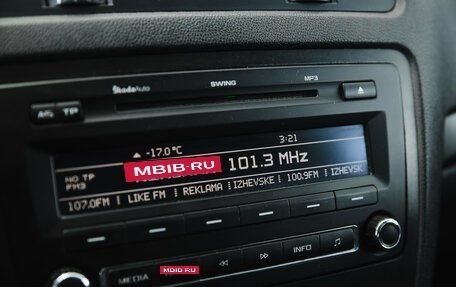 ŠkodaAuto SWING MP3
AS TP
▲ -17.0 °C 3:21
NO TP MBIB.RU 101.3 MHz
FM3
107.0FM | LIKE FM | REKLAMA | IZHEVSKE | 100.9FM | IZHEVSK
MEDIA MBIB.RU INFO